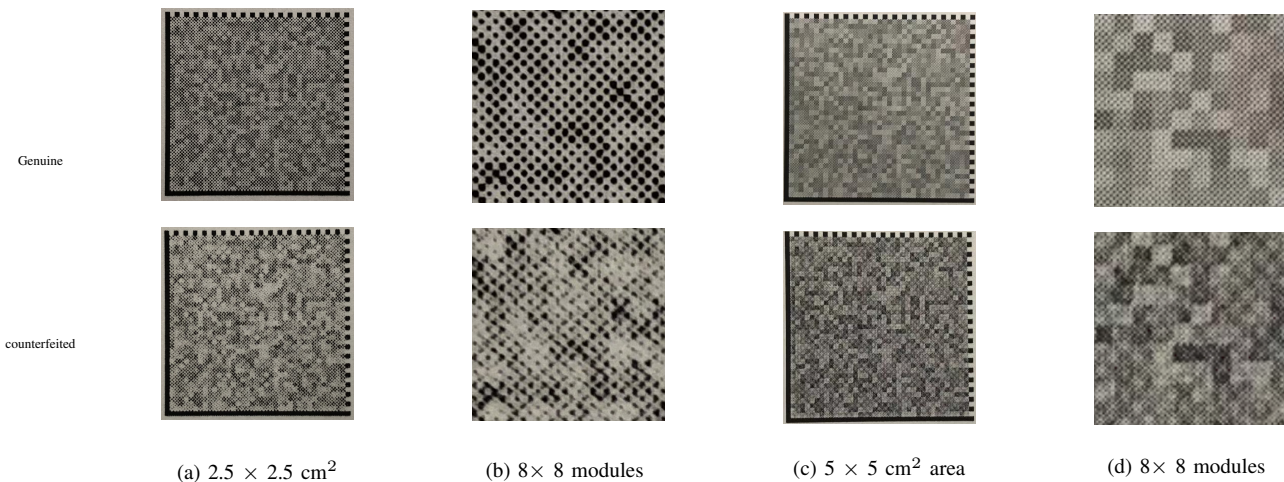 Genuine
counterfeited
(a) 2.5 × 2.5 cm²
(b) 8× 8 modules
(c) 5 × 5 cm² area
(d) 8× 8 modules